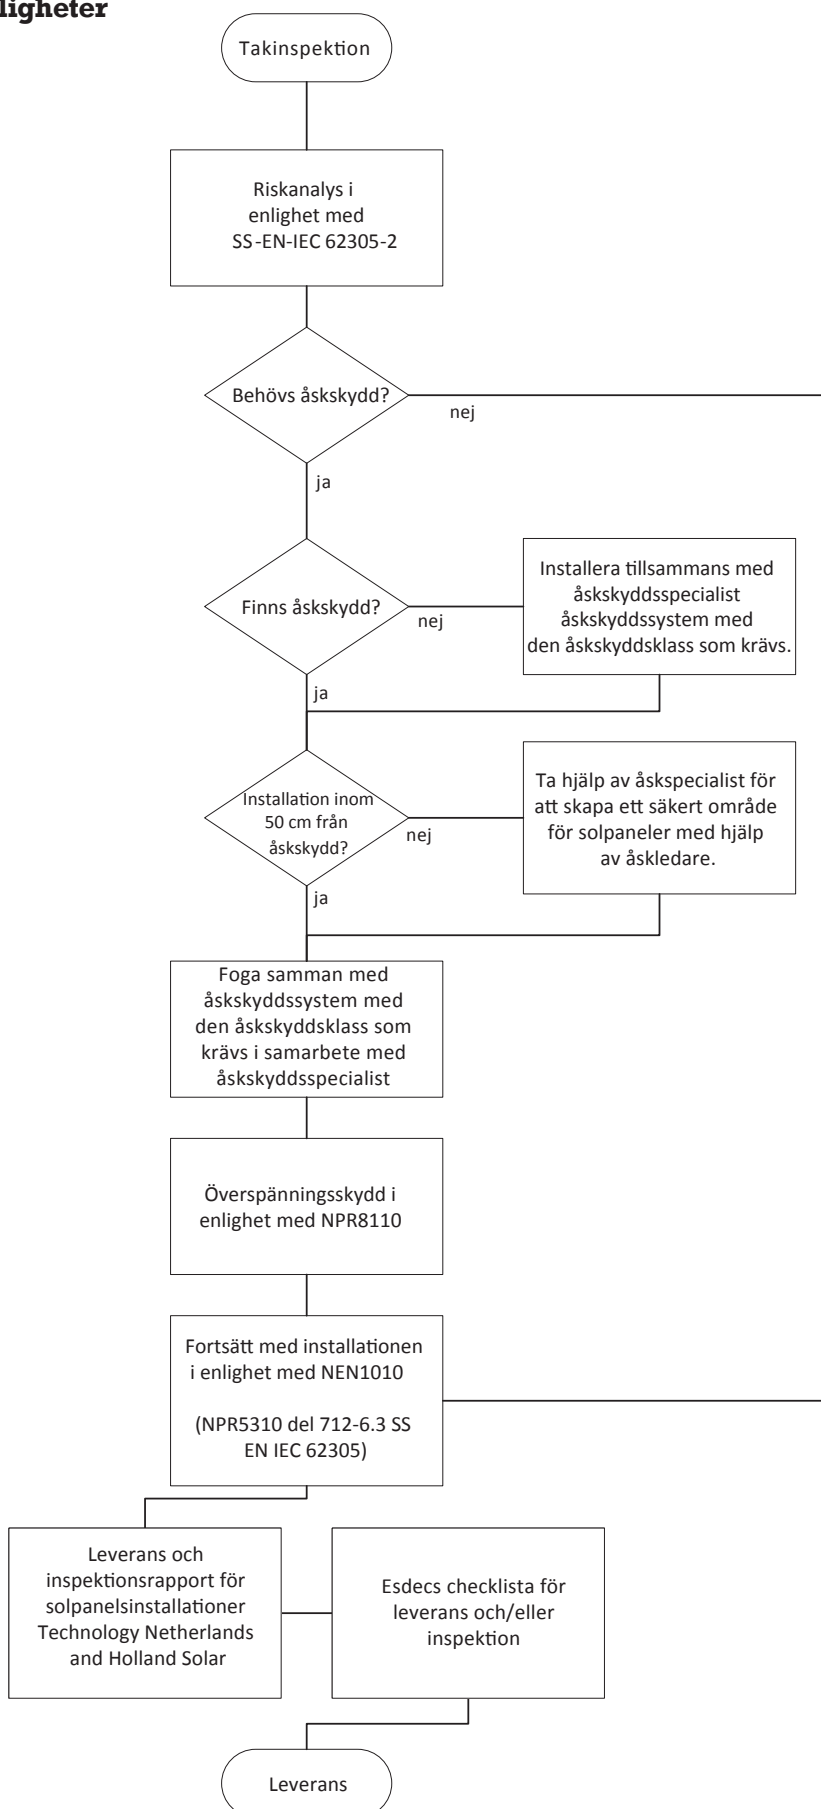 ligheter
Takinspektion
Riskanalys i
enlighet med
SS-EN-IEC 62305-2
Behövs åskskydd?
nej
ja
Finns åskskydd?
nej
Installera tillsammans med
åskskyddsspecialist
åskskyddssystem med
den åskskyddsklass som krävs.
ja
Installation inom
50 cm från
åskskydd?
nej
Ta hjälp av åskspecialist för
att skapa ett säkert område
för solpaneler med hjälp
av åskledare.
ja
Foga samman med
åskskyddssystem med
den åskskyddsklass som
krävs i samarbete med
åskskyddsspecialist
Överspänningsskydd i
enlighet med NPR8110
Fortsätt med installationen
i enlighet med NEN1010
(NPR5310 del 712-6.3 SS
EN IEC 62305)
Leverans och
inspektionsrapport för
solpanelsinstallationer
Technology Netherlands
and Holland Solar
Esdecs checklista för
leverans och/eller
inspektion
Leverans